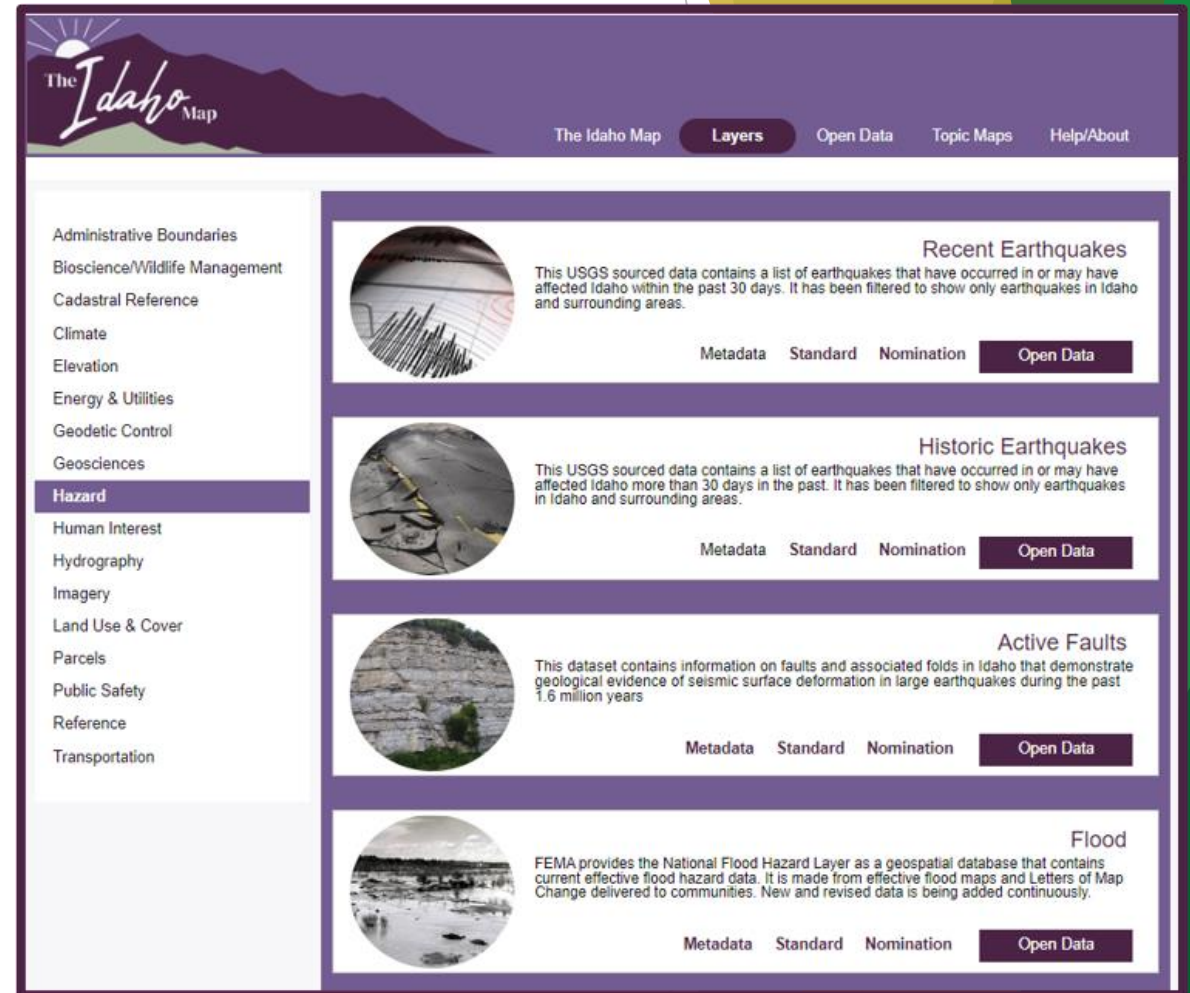 The Idaho Map
The Idaho Map Layers Open Data Topic Maps Help/About
Administrative Boundaries
Bioscience/Wildlife Management
Cadastral Reference
Climate
Elevation
Energy & Utilities
Geodetic Control
Geosciences
Hazard
Human Interest
Hydrography
Imagery
Land Use & Cover
Parcels
Public Safety
Reference
Transportation
Recent Earthquakes
This USGS sourced data contains a list of earthquakes that have occurred in or may have
affected Idaho within the past 30 days. It has been filtered to show only earthquakes in Idaho
and surrounding areas.
Metadata Standard Nomination Open Data
Historic Earthquakes
This USGS sourced data contains a list of earthquakes that have occurred in or may have
affected Idaho more than 30 days in the past. It has been filtered to show only earthquakes
in Idaho and surrounding areas.
Metadata Standard Nomination Open Data
Active Faults
This dataset contains information on faults and associated folds in Idaho that demonstrate
geological evidence of seismic surface deformation in large earthquakes during the past
1.6 million years
Metadata Standard Nomination Open Data
Flood
FEMA provides the National Flood Hazard Layer as a geospatial database that contains
current effective flood hazard data. It is made from effective flood maps and Letters of Map
Change delivered to communities. New and revised data is being added continuously.
Metadata Standard Nomination Open Data